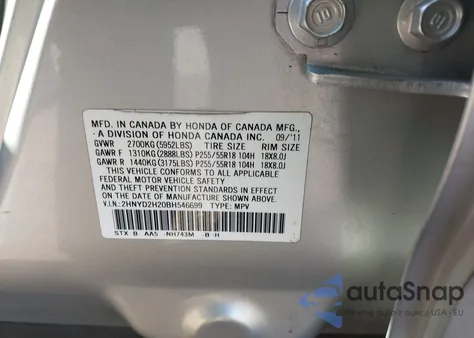 MFD. IN CANADA BY HONDA OF CANADA MFG.,
A DIVISION OF HONDA CANADA INC. 09/'11
GVWR 2700KG (5952LBS) TIRE SIZE RIM SIZE
GAWR F 1310KG (2888LBS) P255/55R18 104H 18X8.0J
GAWR R 1440KG (3175LBS) P255/55R18 104H 18X8.0J
THIS VEHICLE CONFORMS TO ALL APPLICABLE
FEDERAL MOTOR VEHICLE SAFETY AND
THEFT-PREVENTION STANDARDS IN EFFECT ON
THE DATE OF MANUFACTURE SHOWN ABOVE.
V.I.N.: 2HNYD2H20BH546699 TYPE: MPV
STX B AA5 NH743M B H
autoSnap